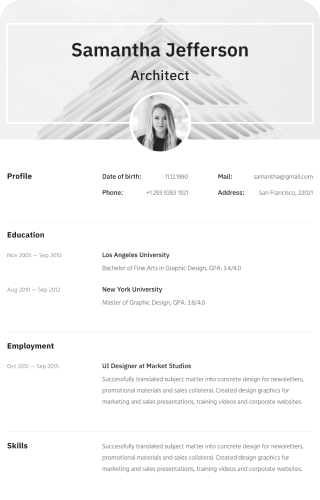 Samantha Jefferson
Architect
Profile
Date of birth: 11.12.1990
Mail: samantha@gmail.com
Phone: +1 293 9283 1921
Address: San Francisco, 22021
Education
Nov 2005 — Sep 2010
Los Angeles University
Bachelor of Fine Arts in Graphic Design, GPA: 3.4/4.0
Aug 2010 — Sep 2012
New York University
Master of Graphic Design, GPA: 3.8/4.0
Employment
Oct 2012 — Sep 2015
UI Designer at Market Studios
Successfully translated subject matter into concrete design for newsletters,
promotional materials and sales collateral. Created design graphics for
marketing and sales presentations, training videos and corporate websites.
Skills
Successfully translated subject matter into concrete design for newsletters,
promotional materials and sales collateral. Created design graphics for
marketing and sales presentations, training videos and corporate websites.